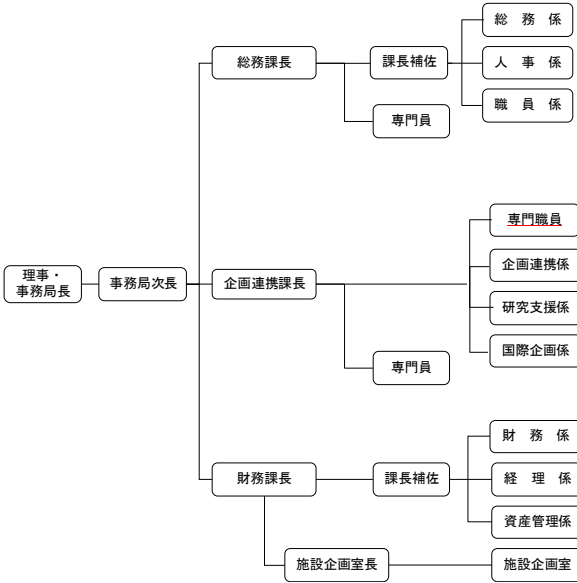 総 務 係
総務課長
課長補佐
人 事 係
職 員 係
専門員
専門職員
企画連携係
理事・
事務局長
事務局次長
企画連携課長
研究支援係
国際企画係
専門員
財 務 係
財務課長
課長補佐
経 理 係
資産管理係
施設企画室長
施設企画室